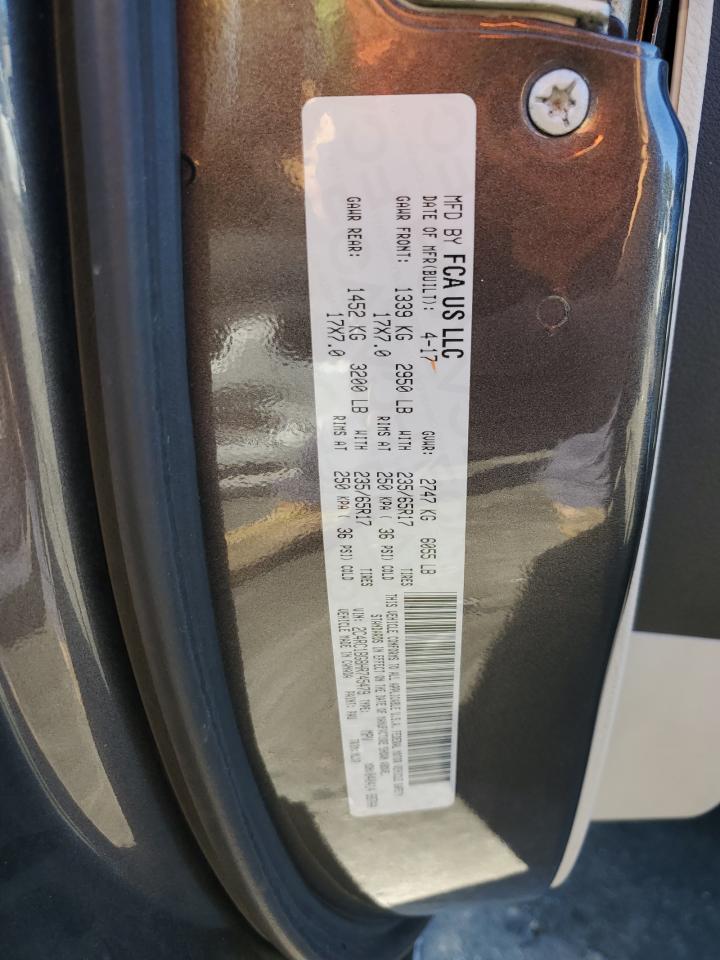 MFD BY FCA US LLC
DATE OF MFR(BUILT): 4-17 GVWR: 2747 KG 6055 LB
GAWR FRONT: 1339 KG 2950 LB WITH 235/65R17 TIRES
17X7.0 RIMS AT 250 KPA ( 36 PSI) COLD
GAWR REAR: 1452 KG 3200 LB WITH 235/65R17 TIRES
17X7.0 RIMS AT 250 KPA ( 36 PSI) COLD
THIS VEHICLE CONFORMS TO ALL APPLICABLE U.S.A. FEDERAL MOTOR VEHICLE SAFETY
STANDARDS IN EFFECT ON THE DATE OF MANUFACTURE SHOWN ABOVE.
VIN: TYPE: MPV
VEHICLE MADE IN CANADA PAINT: